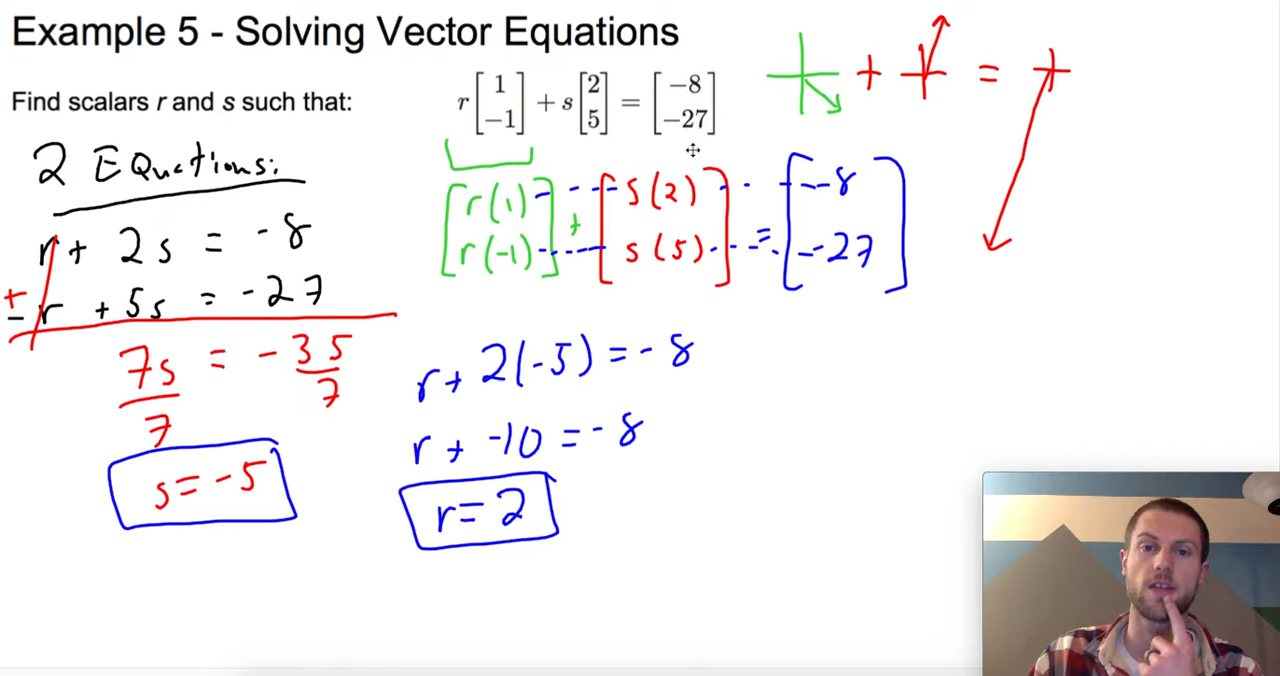 Example 5 - Solving Vector Equations
Find scalars r and s such that:
r[1 −1] + s[2 5] = [−8 −27]
2 Equations:
r + 2s = -8
+ -r + 5s = -27
7s/7 = -35/7
s = -5
[r(1) r(-1)] + [s(2) s(5)] = [-8 -27]
r + 2(-5) = -8
r + -10 = -8
r = 2
+ =